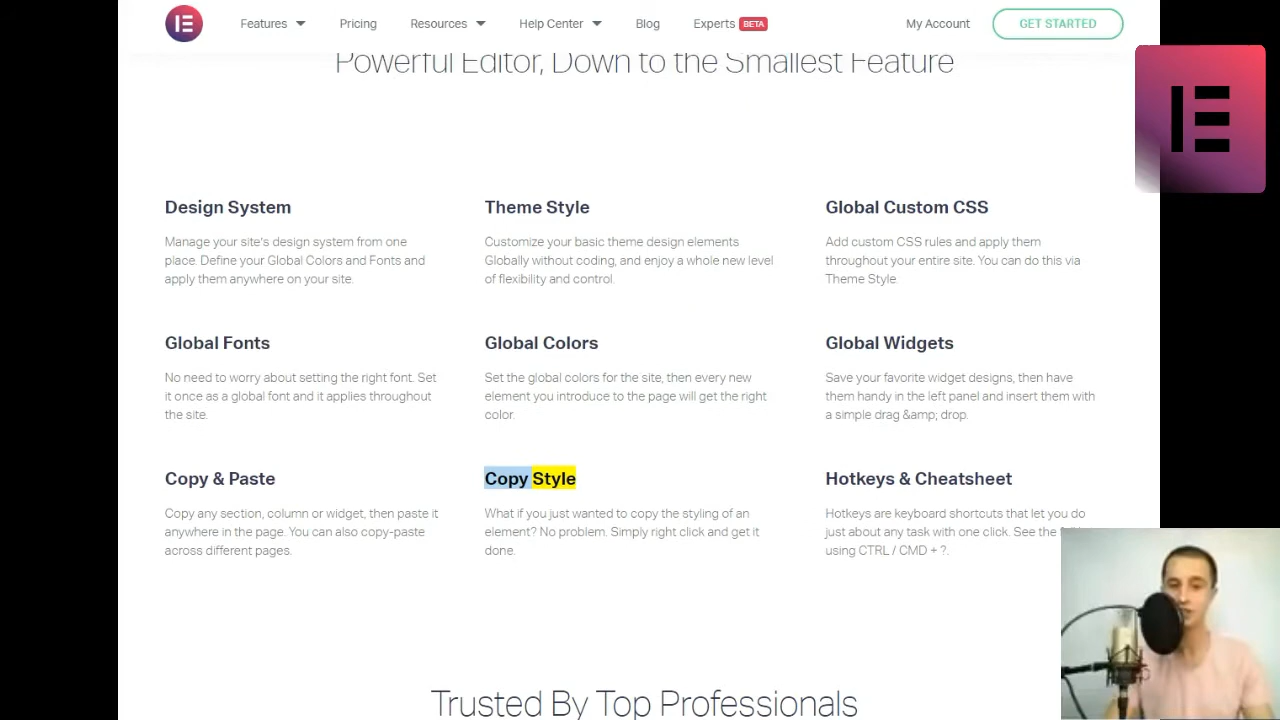 Features
Pricing
Resources
Help Center
Blog
Experts BETA
My Account
GET STARTED
Powerful Editor, Down to the Smallest Feature
Design System
Manage your site's design system from one
place. Define your Global Colors and Fonts and
apply them anywhere on your site.
Theme Style
Customize your basic theme design elements
Globally without coding, and enjoy a whole new level
of flexibility and control.
Global Custom CSS
Add custom CSS rules and apply them
throughout your entire site. You can do this via
Theme Style.
Global Fonts
No need to worry about setting the right font. Set
it once as a global font and it applies throughout
the site.
Global Colors
Set the global colors for the site, then every new
element you introduce to the page will get the right
color.
Global Widgets
Save your favorite widget designs, then have
them handy in the left panel and insert them with
a simple drag &amp; drop.
Copy & Paste
Copy any section, column or widget, then paste it
anywhere in the page. You can also copy-paste
across different pages.
Copy Style
What if you just wanted to copy the styling of an
element? No problem. Simply right click and get it
done.
Hotkeys & Cheatsheet
Hotkeys are keyboard shortcuts that let you do
just about any task with one click. See the
using CTRL / CMD + ?.
Trusted By Top Professionals